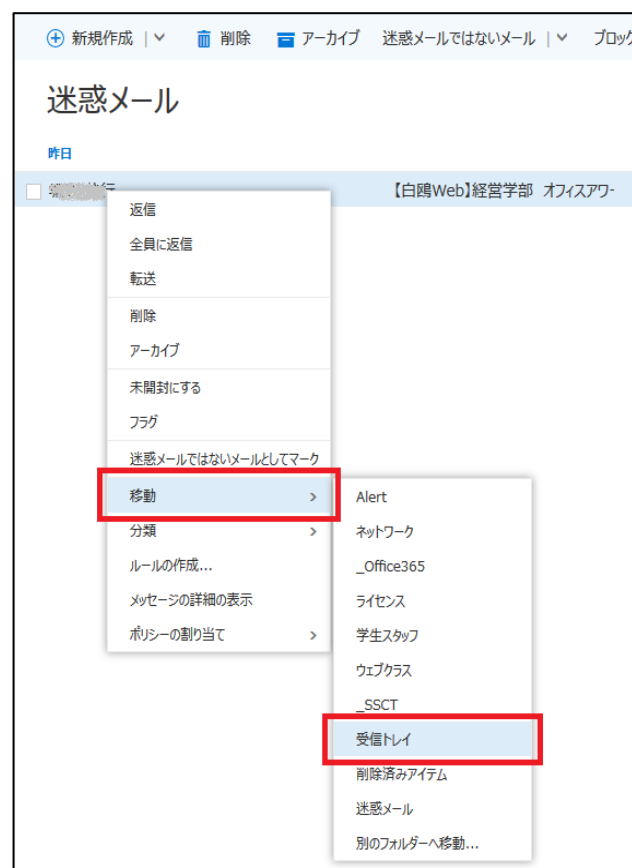 新規作成 | 削除 アーカイブ 迷惑メールではないメール | ブロック
迷惑メール
昨日
【白鴎Web】経営学部 オフィスアワ-
返信
全員に返信
転送
削除
アーカイブ
未開封にする
フラグ
迷惑メールではないメールとしてマーク
移動 >
分類 >
ルールの作成...
メッセージの詳細の表示
ポリシーの割り当て >
Alert
ネットワーク
_Office365
ライセンス
学生スタッフ
ウェブクラス
_SSCT
受信トレイ
削除済みアイテム
迷惑メール
別のフォルダーへ移動...